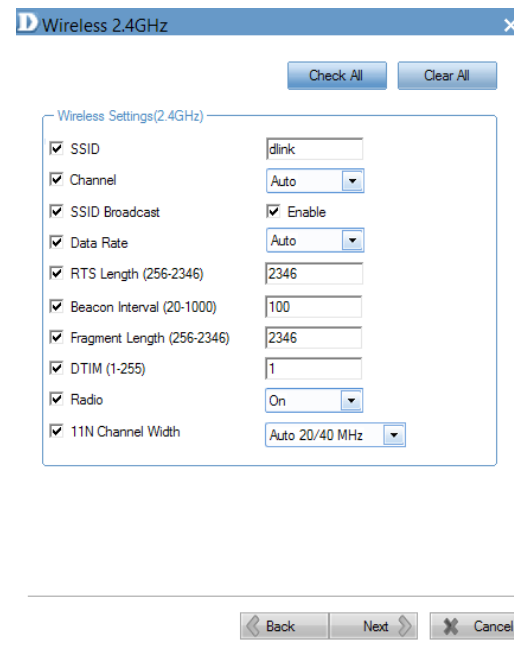 D Wireless 2.4GHz
Check All Clear All
Wireless Settings(2.4GHz)
SSID dlink
Channel Auto
SSID Broadcast Enable
Data Rate Auto
RTS Length (256-2346) 2346
Beacon Interval (20-1000) 100
Fragment Length (256-2346) 2346
DTIM (1-255) 1
Radio On
11N Channel Width Auto 20/40 MHz
Back Next Cancel